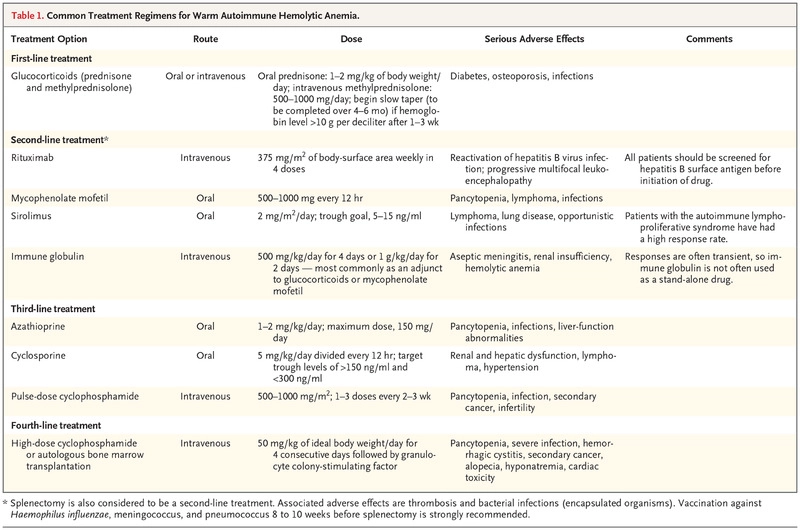 Table 1. Common Treatment Regimens for Warm Autoimmune Hemolytic Anemia.
Treatment Option Route Dose Serious Adverse Effects Comments
First-line treatment
Glucocorticoids (prednisone
and methylprednisolone)
Oral or intravenous
Oral prednisone: 1–2 mg/kg of body weight/
day; intravenous methylprednisolone:
500–1000 mg/day; begin slow taper (to
be completed over 4–6 mo) if hemoglo-
bin level >10 g per deciliter after 1–3 wk
Diabetes, osteoporosis, infections
Second-line treatment*
Rituximab
Intravenous
375 mg/m2 of body-surface area weekly in
4 doses
Reactivation of hepatitis B virus infec-
tion; progressive multifocal leuko-
encephalopathy
All patients should be screened for
hepatitis B surface antigen before
initiation of drug.
Mycophenolate mofetil
Oral
500–1000 mg every 12 hr
Pancytopenia, lymphoma, infections
Sirolimus
Oral
2 mg/m2/day; trough goal, 5–15 ng/ml
Lymphoma, lung disease, opportunistic
infections
Patients with the autoimmune lympho-
proliferative syndrome have had
a high response rate.
Immune globulin
Intravenous
500 mg/kg/day for 4 days or 1 g/kg/day for
2 days — most commonly as an adjunct
to glucocorticoids or mycophenolate
mofetil
Aseptic meningitis, renal insufficiency,
hemolytic anemia
Responses are often transient, so im-
mune globulin is not often used
as a stand-alone drug.
Third-line treatment
Azathioprine
Oral
1–2 mg/kg/day; maximum dose, 150 mg/
day
Pancytopenia, infections, liver-function
abnormalities
Cyclosporine
Oral
5 mg/kg/day divided every 12 hr; target
trough levels of >150 ng/ml and
<300 ng/ml
Renal and hepatic dysfunction, lympho-
ma, hypertension
Pulse-dose cyclophosphamide
Intravenous
500–1000 mg/m2; 1–3 doses every 2–3 wk
Pancytopenia, infection, secondary
cancer, infertility
Fourth-line treatment
High-dose cyclophosphamide
or autologous bone marrow
transplantation
Intravenous
50 mg/kg of ideal body weight/day for
4 consecutive days followed by granulo-
cyte colony-stimulating factor
Pancytopenia, severe infection, hemor-
rhagic cystitis, secondary cancer,
alopecia, hyponatremia, cardiac
toxicity
* Splenectomy is also considered to be a second-line treatment. Associated adverse effects are thrombosis and bacterial infections (encapsulated organisms). Vaccination against
Haemophilus influenzae, meningococcus, and pneumococcus 8 to 10 weeks before splenectomy is strongly recommended.